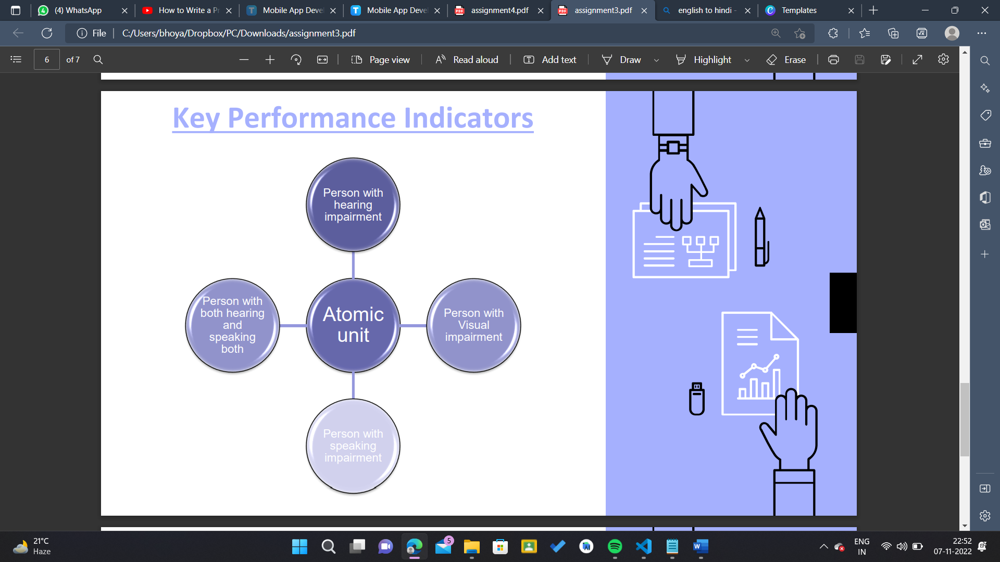 (4) WhatsApp
How to Write a Pr
Mobile App Devel
Mobile App Devel
assignment4.pdf
assignment3.pdf
english to hindi -
Templates
File
C:/Users/bhoya/Dropbox/PC/Downloads/assignment3.pdf
6
of 7
Page view
Read aloud
Add text
Draw
Highlight
Erase
Key Performance Indicators
Person with
hearing
impairment
Person with
both hearing
and
speaking
both
Atomic
unit
Person with
Visual
impairment
Person with
speaking
impairment
21°C
Haze
5
ENG
IN
22:52
07-11-2022